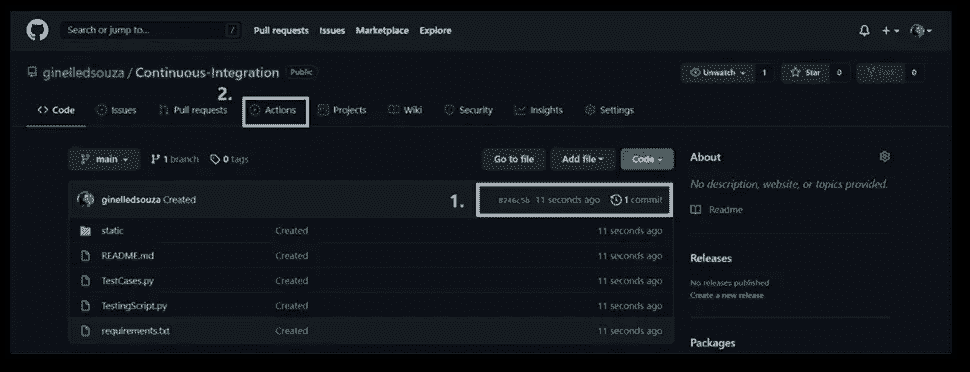 Search or jump to... / Pull requests Issues Marketplace Explore
ginelledsouza / Continuous-Integration Public Unwatch 1 Star 0 0
2.
Code Issues Pull requests Actions Projects Wiki Security Insights Settings
main 1 branch 0 tags Go to file Add file Code
ginelledsouza Created 1. 11 seconds ago 1 commit
static Created 11 seconds ago
README.md Created 11 seconds ago
TestCases.py Created 11 seconds ago
TestingScript.py Created 11 seconds ago
requirements.txt Created 11 seconds ago
About
No description, website, or topics provided.
Readme
Releases
No releases published
Create a new release
Packages